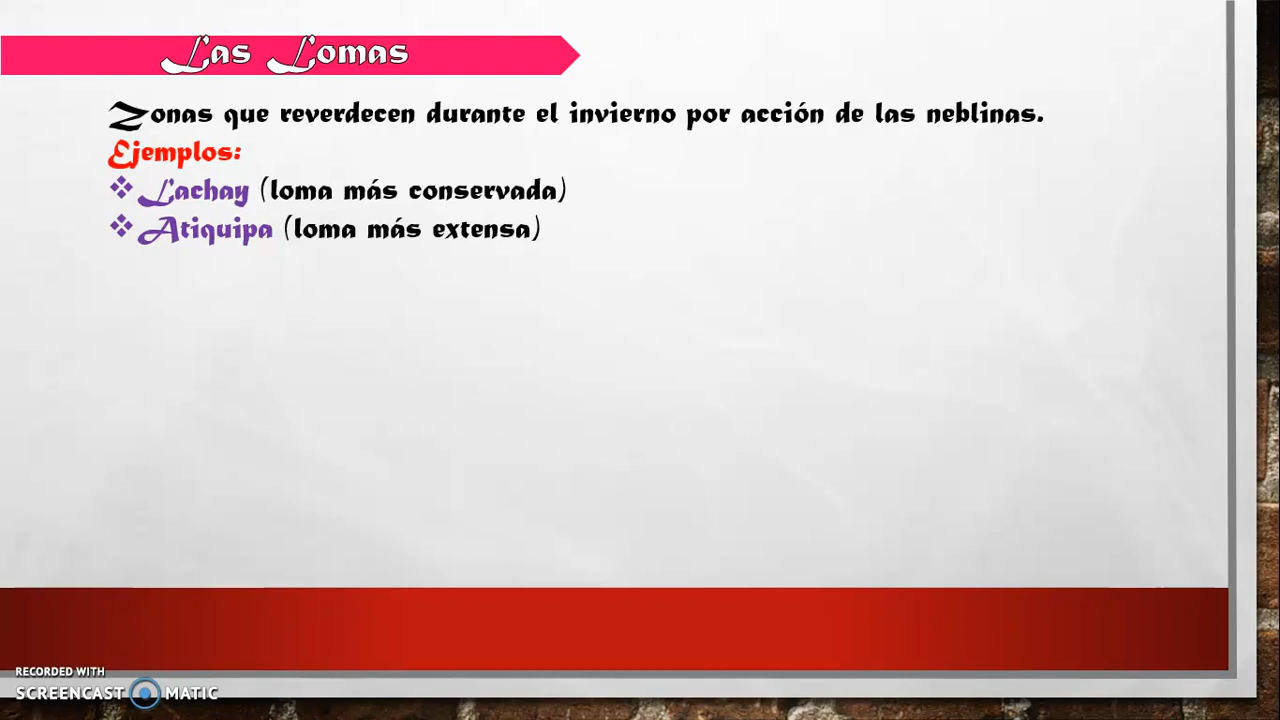 Las Lomas
Zonas que reverdecen durante el invierno por acción de las neblinas.
Ejemplos:
❖ Lachay (loma más conservada)
❖ Atiquipa (loma más extensa)
RECORDED WITH
SCREENCAST MATIC